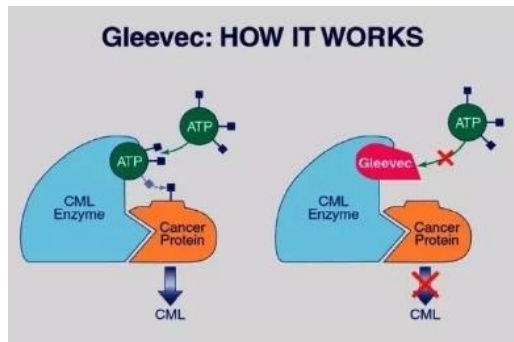 Gleevec: HOW IT WORKS
ATP
ATP
CML
Enzyme
Cancer
Protein
CML
ATP
Gleevec
CML
Enzyme
Cancer
Protein
CML